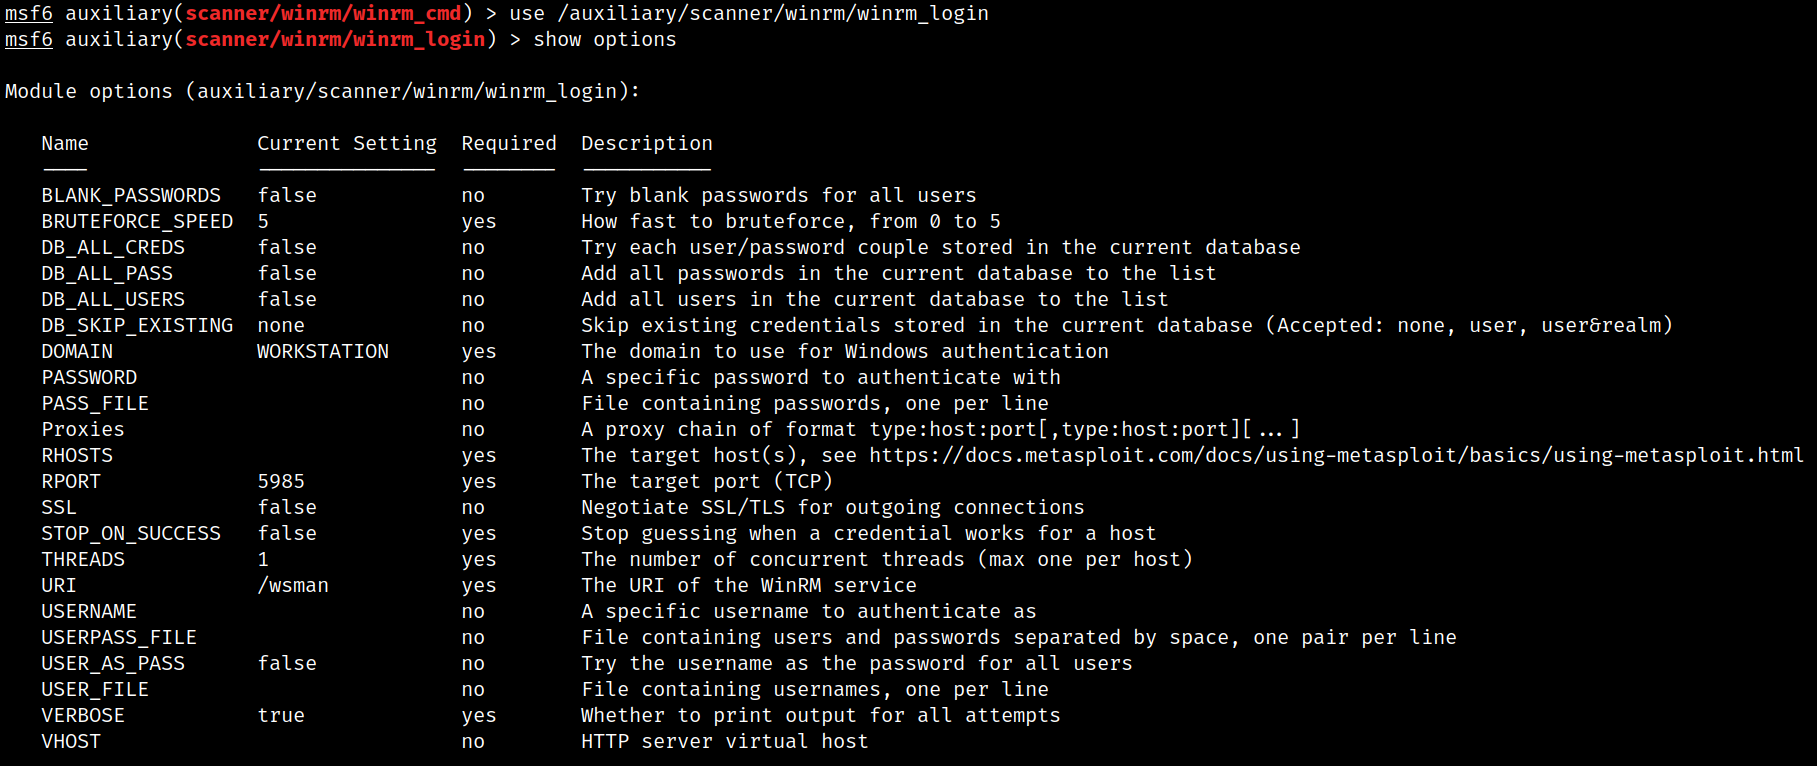 msf6 auxiliary(scanner/winrm/winrm_cmd) > use /auxiliary/scanner/winrm/winrm_login
msf6 auxiliary(scanner/winrm/winrm_login) > show options
Module options (auxiliary/scanner/winrm/winrm_login):
Name Current Setting Required Description
---- --------------- -------- -----------
BLANK_PASSWORDS false no Try blank passwords for all users
BRUTEFORCE_SPEED 5 yes How fast to bruteforce, from 0 to 5
DB_ALL_CREDS false no Try each user/password couple stored in the current database
DB_ALL_PASS false no Add all passwords in the current database to the list
DB_ALL_USERS false no Add all users in the current database to the list
DB_SKIP_EXISTING none no Skip existing credentials stored in the current database (Accepted: none, user, user&realm)
DOMAIN WORKSTATION yes The domain to use for Windows authentication
PASSWORD no A specific password to authenticate with
PASS_FILE no File containing passwords, one per line
Proxies no A proxy chain of format type:host:port[,type:host:port][...]
RHOSTS yes The target host(s), see https://docs.metasploit.com/docs/using-metasploit/basics/using-metasploit.html
RPORT 5985 yes The target port (TCP)
SSL false no Negotiate SSL/TLS for outgoing connections
STOP_ON_SUCCESS false yes Stop guessing when a credential works for a host
THREADS 1 yes The number of concurrent threads (max one per host)
URI /wsman yes The URI of the WinRM service
USERNAME no A specific username to authenticate as
USERPASS_FILE no File containing users and passwords separated by space, one pair per line
USER_AS_PASS false no Try the username as the password for all users
USER_FILE no File containing usernames, one per line
VERBOSE true yes Whether to print output for all attempts
VHOST no HTTP server virtual host